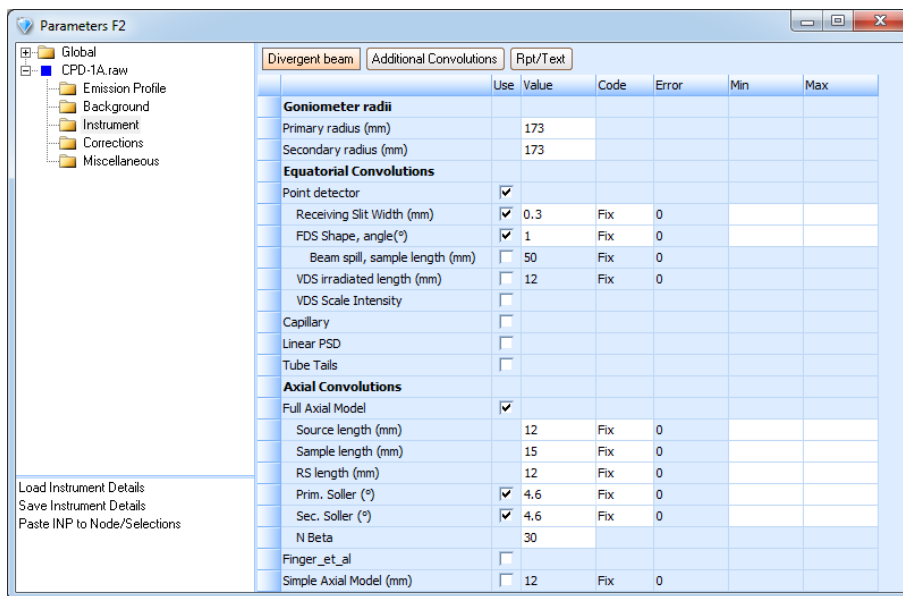 Parameters F2
Global
CPD-1A.raw
Emission Profile
Background
Instrument
Corrections
Miscellaneous
Load Instrument Details
Save Instrument Details
Paste INP to Node/Selections
Divergent beam Additional Convolutions Rpt/Text
Use Value Code Error Min Max
Goniometer radii
Primary radius (mm) 173
Secondary radius (mm) 173
Equatorial Convolutions
Point detector
Receiving Slit Width (mm) 0.3 Fix 0
FDS Shape, angle(º) 1 Fix 0
Beam spill, sample length (mm) 50 Fix 0
VDS irradiated length (mm) 12 Fix 0
VDS Scale Intensity
Capillary
Linear PSD
Tube Tails
Axial Convolutions
Full Axial Model
Source length (mm) 12 Fix 0
Sample length (mm) 15 Fix 0
RS length (mm) 12 Fix 0
Prim. Soller (º) 4.6 Fix 0
Sec. Soller (º) 4.6 Fix 0
N Beta 30
Finger_et_al
Simple Axial Model (mm) 12 Fix 0